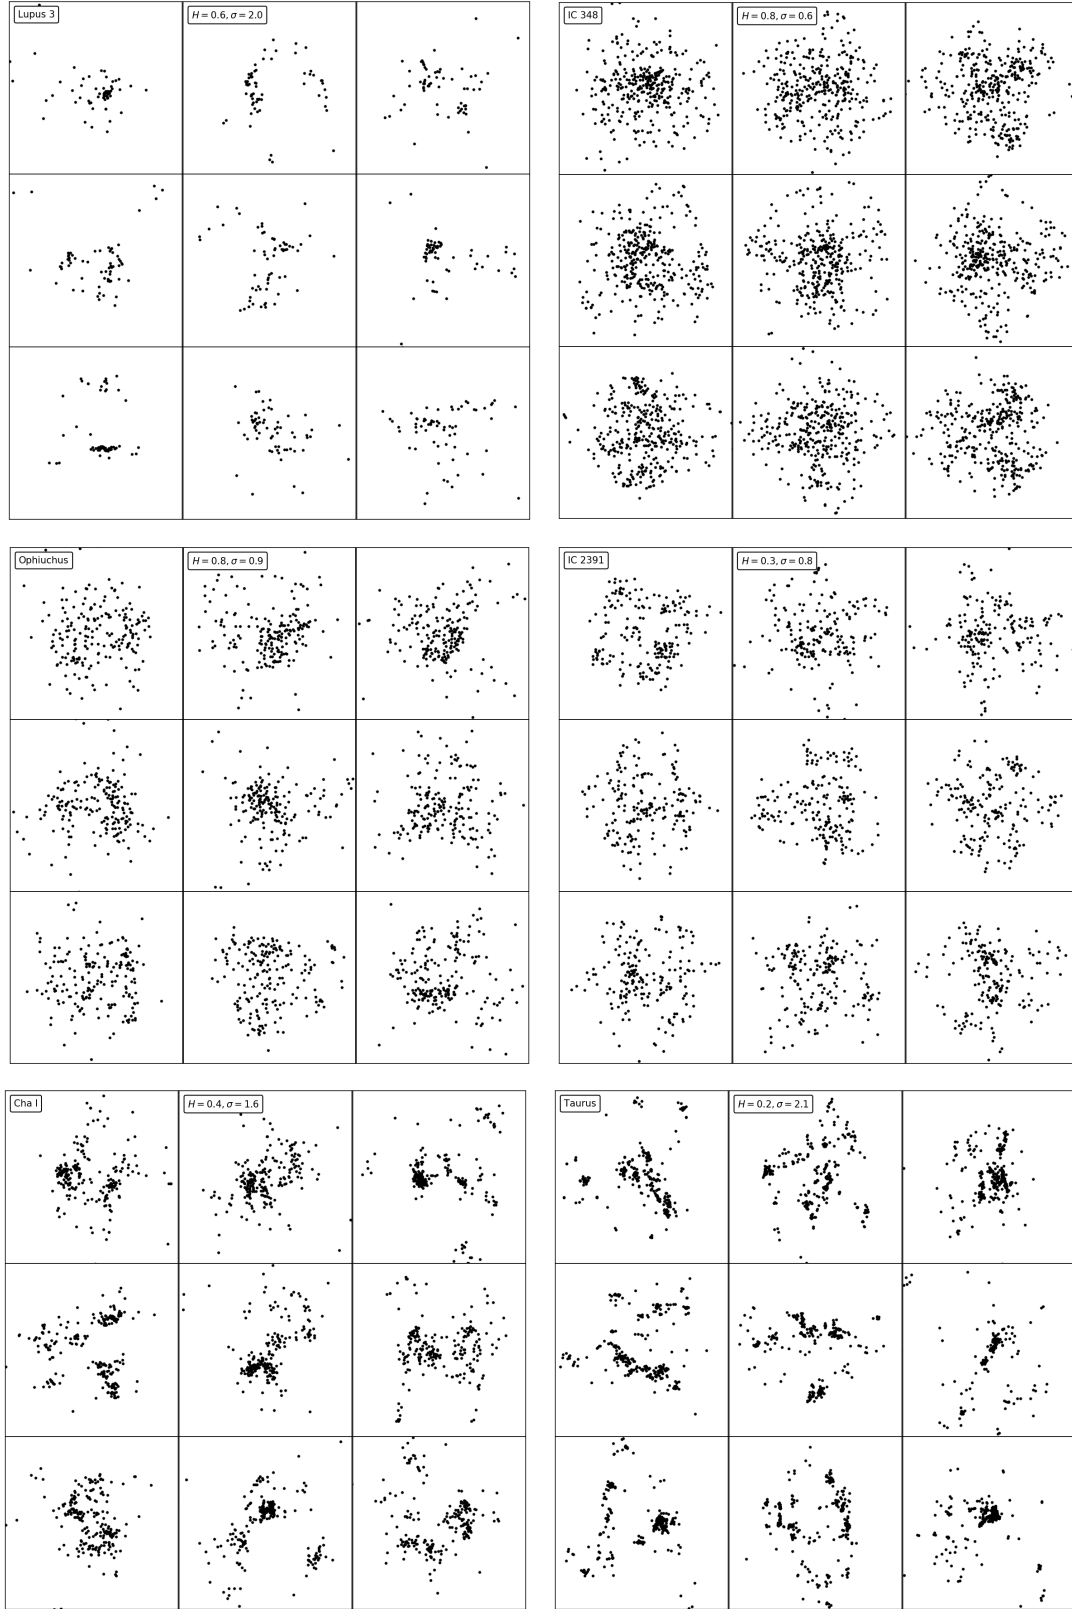 Lupus 3
H = 0.6, σ = 2.0
IC 348
H = 0.8, σ = 0.6
Ophiuchus
H = 0.8, σ = 0.9
IC 2391
H = 0.3, σ = 0.8
Cha I
H = 0.4, σ = 1.6
Taurus
H = 0.2, σ = 2.1